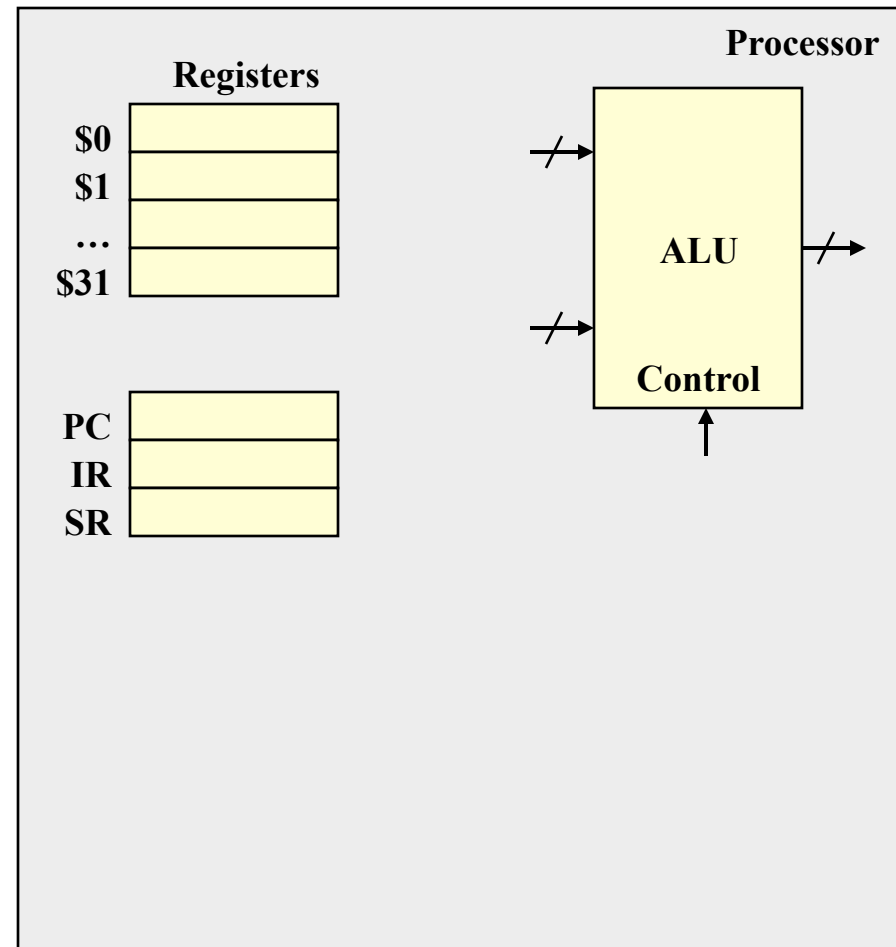 Processor
Registers
$0
$1
…
$31
ALU
Control
PC
IR
SR